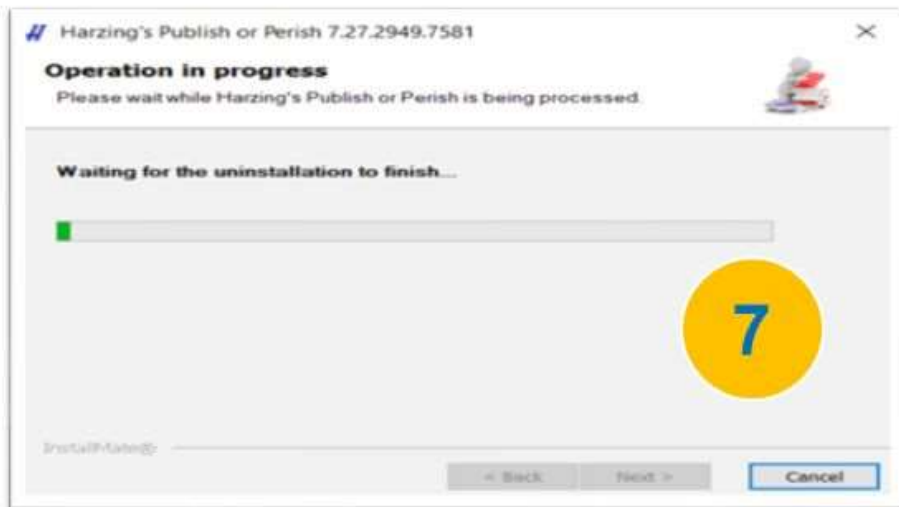 Harzing's Publish or Perish 7.27.2949.7581
Operation in progress
Please wait while Harzing's Publish or Perish is being processed.
Waiting for the uninstallation to finish...
7
InstallMate®
< Back Next > Cancel